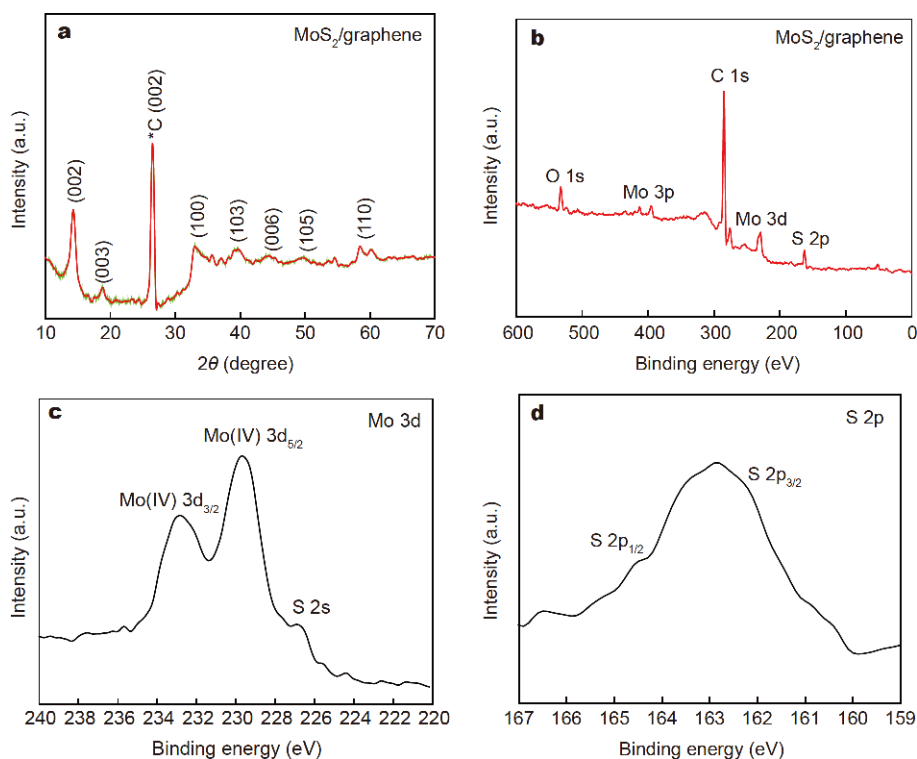 a
MoS₂/graphene
(002)
(003)
*C (002)
(100)
(103)
(006)
(105)
(110)
Intensity (a.u.)
10 20 30 40 50 60 70
2θ (degree)
b
MoS₂/graphene
O 1s
Mo 3p
C 1s
Mo 3d
S 2p
Intensity (a.u.)
600 500 400 300 200 100 0
Binding energy (eV)
c
Mo 3d
Mo(IV) 3d₃/₂
Mo(IV) 3d₅/₂
S 2s
Intensity (a.u.)
240 238 236 234 232 230 228 226 224 222 220
Binding energy (eV)
d
S 2p
S 2p₁/₂
S 2p₃/₂
Intensity (a.u.)
167 166 165 164 163 162 161 160 159
Binding energy (eV)